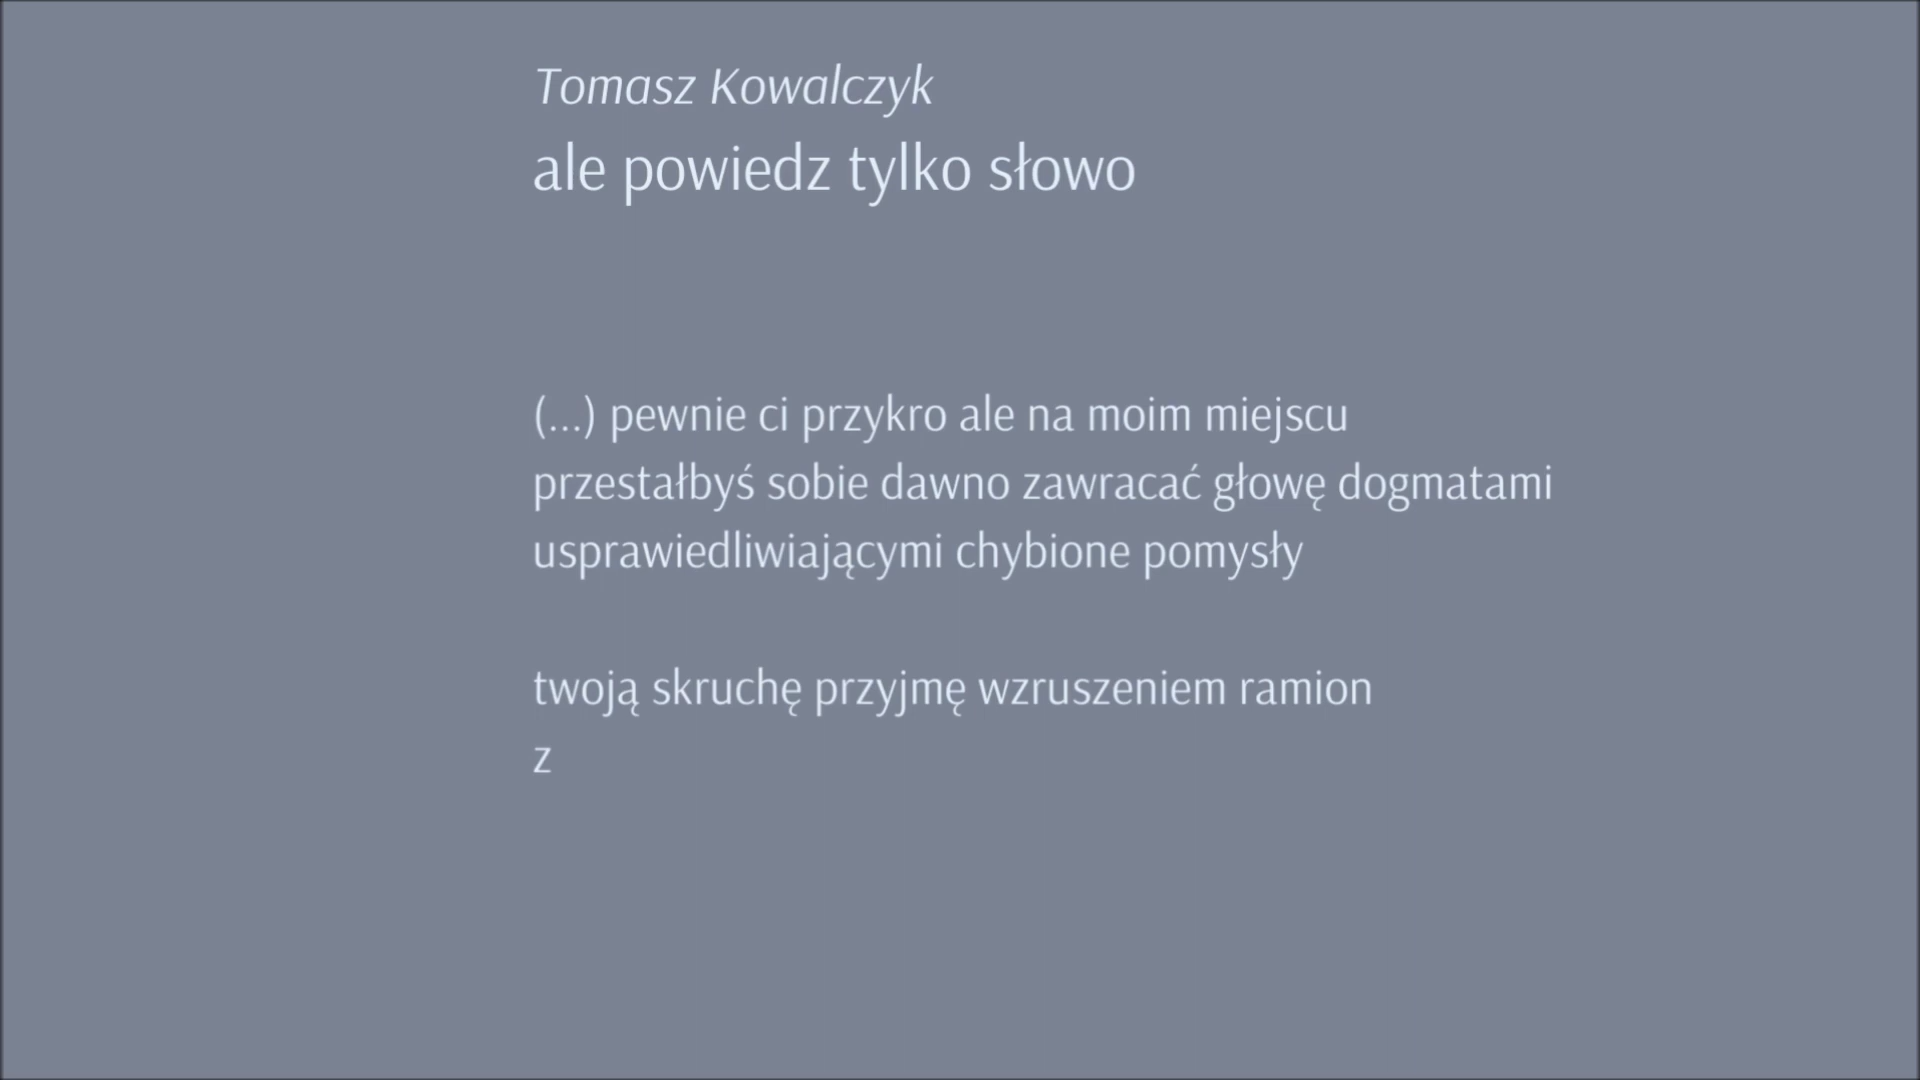 Tomasz Kowalczyk
ale powiedz tylko słowo
(...) pewnie ci przykro ale na moim miejscu
przestałbyś sobie dawno zawracać głowę dogmatami
usprawiedliwiającymi chybione pomysły
twoją skruchę przyjmę wzruszeniem ramion
z